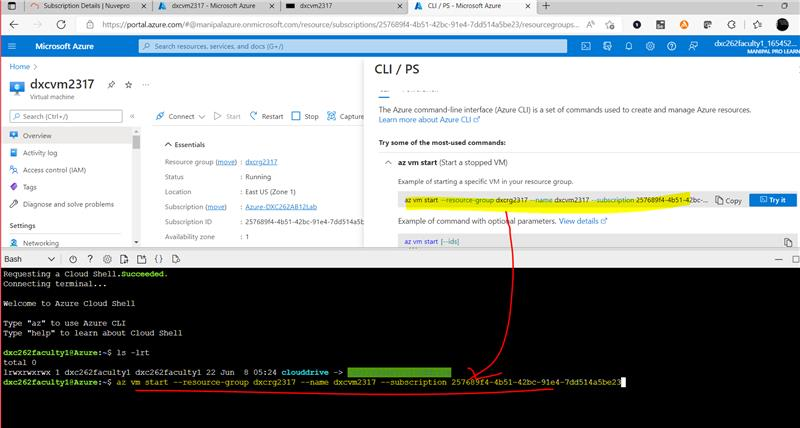 Subscription Details | Nuvepro
dxcvm2317 - Microsoft Azure
dxcvm2317
CLI / PS - Microsoft Azure
https://portal.azure.com/#@manipalazure.onmicrosoft.com/resource/subscriptions/257689f4-4b51-42bc-91e4-7dd514a5be23/resourcegroups...
Microsoft Azure
Search resources, services, and docs (G+/)
dxc262faculty1_165452...
MANIPAL PRO LEARN
Home >
dxcvm2317
Virtual machine
Search (Ctrl+/)
Overview
Activity log
Access control (IAM)
Tags
Diagnose and solve problems
Settings
Networking
Connect
Start
Restart
Stop
Capture
Essentials
Resource group (move) : dxcrg2317
Status : Running
Location : East US (Zone 1)
Subscription (move) : Azure-DXC262AB12Lab
Subscription ID : 257689f4-4b51-42bc-91e4-7dd514a5be23
Availability zone : 1
CLI / PS
The Azure command-line interface (Azure CLI) is a set of commands used to create and manage Azure resources.
Learn more about Azure CLI
Try some of the most-used commands:
az vm start (Start a stopped VM)
Example of starting a specific VM in your resource group.
az vm start --resource-group dxcrg2317 --name dxcvm2317 --subscription 257689f4-4b51-42bc-...
Copy
Try it
Example of command with optional parameters. View details
az vm start [--ids]
Bash
Requesting a Cloud Shell.Succeeded.
Connecting terminal...
Welcome to Azure Cloud Shell
Type "az" to use Azure CLI
Type "help" to learn about Cloud Shell
dxc262faculty1@Azure:~$ ls -lrt
total 0
lrwxrwxrwx 1 dxc262faculty1 dxc262faculty1 22 Jun 8 05:24 clouddrive ->
dxc262faculty1@Azure:~$ az vm start --resource-group dxcrg2317 --name dxcvm2317 --subscription 257689f4-4b51-42bc-91e4-7dd514a5be23